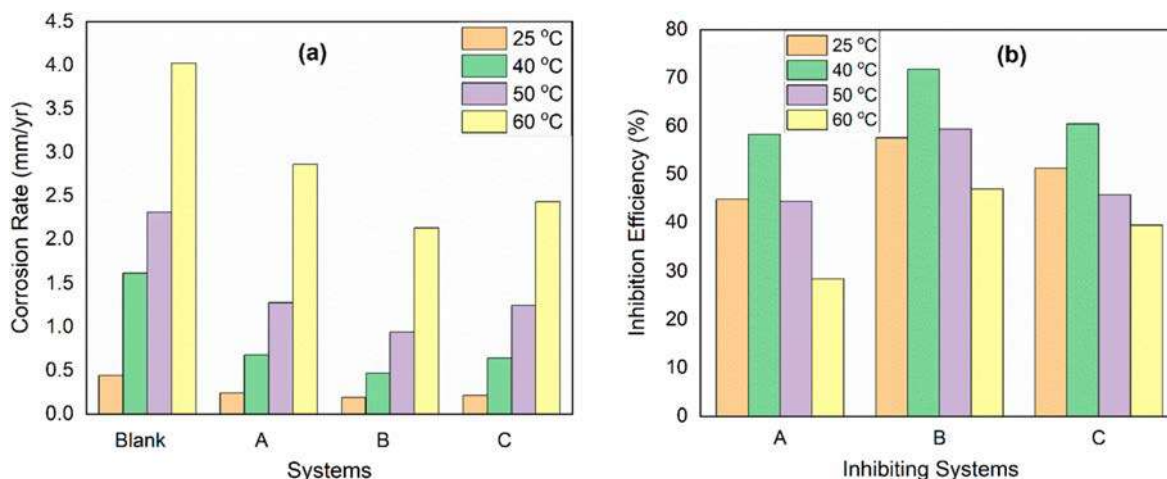 (a)
25 °C
40 °C
50 °C
60 °C
Corrosion Rate (mm/yr)
4.5
4.0
3.0
2.5
2.0
1.5
1.0
0.5
0.0
Blank A B C
Systems
(b)
25 °C
40 °C
50 °C
60 °C
Inhibition Efficiency (%)
80
70
60
50
40
30
20
10
0
A B C
Inhibiting Systems